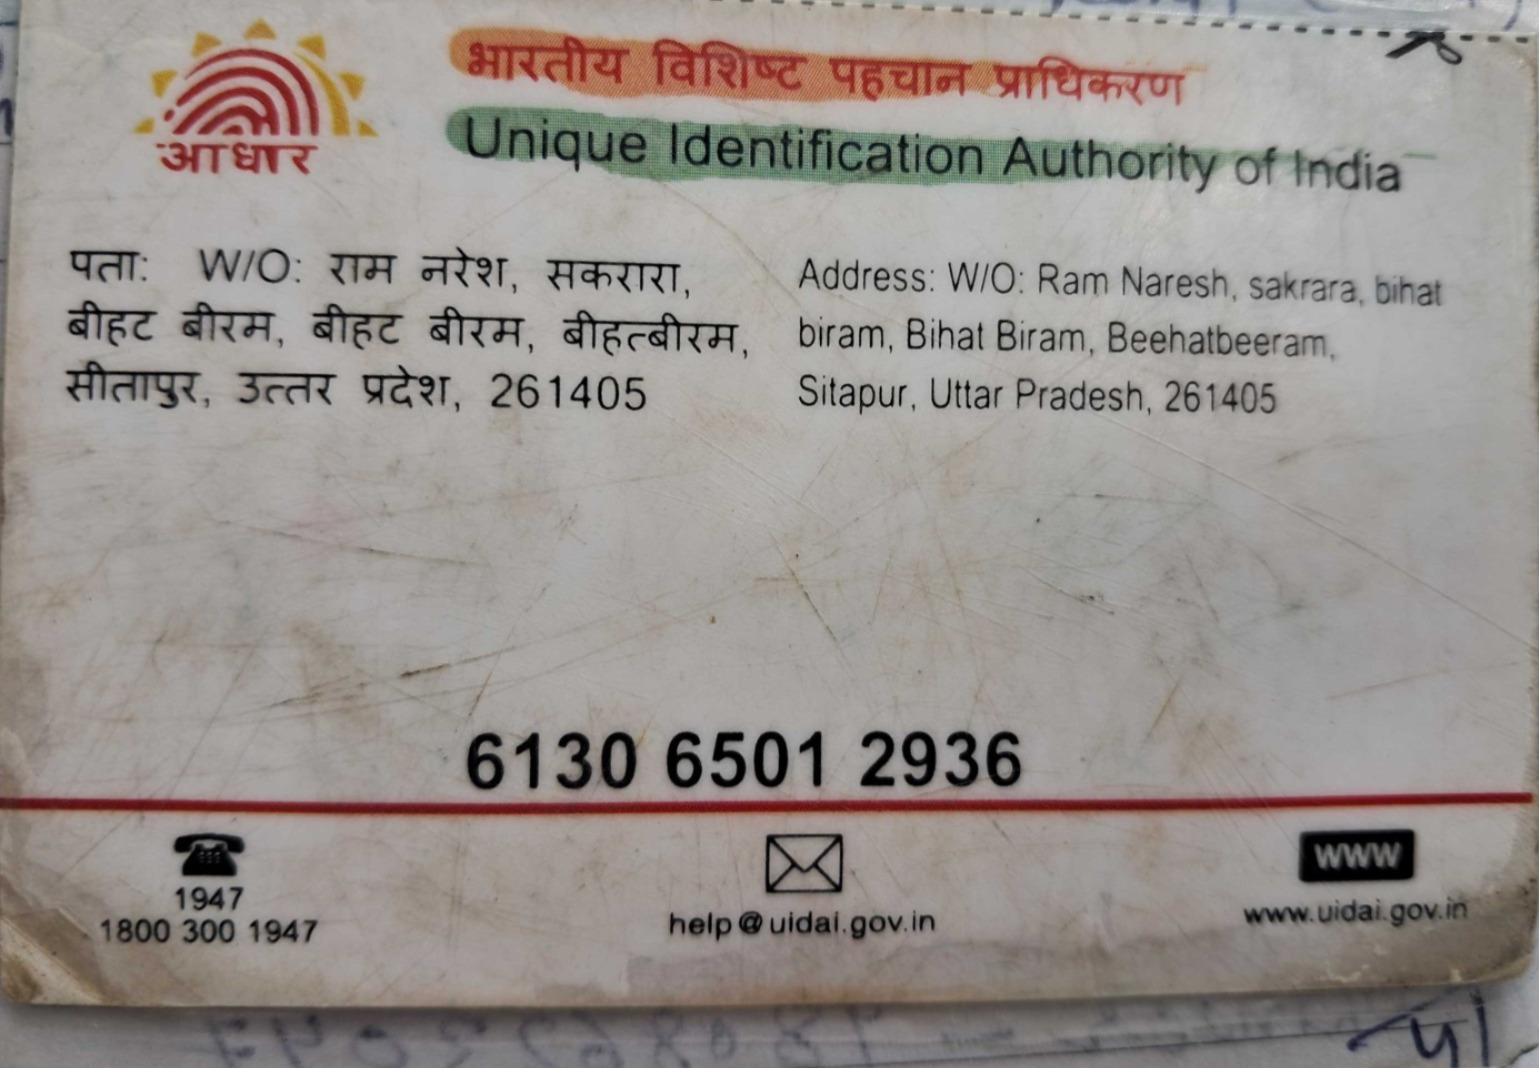 आधार
भारतीय विशिष्ट पहचान प्राधिकरण
Unique Identification Authority of India
पता: W/O: राम नरेश, सकरारा,
बीहट बीरम, बीहट बीरम, बीहत्बीरम,
सीतापुर, उत्तर प्रदेश, 261405
Address: W/O: Ram Naresh, sakrara, bihat
biram, Bihat Biram, Beehatbeeram,
Sitapur, Uttar Pradesh, 261405
6130 6501 2936
1947
1800 300 1947
help@uidai.gov.in
www
www.uidai.gov.in